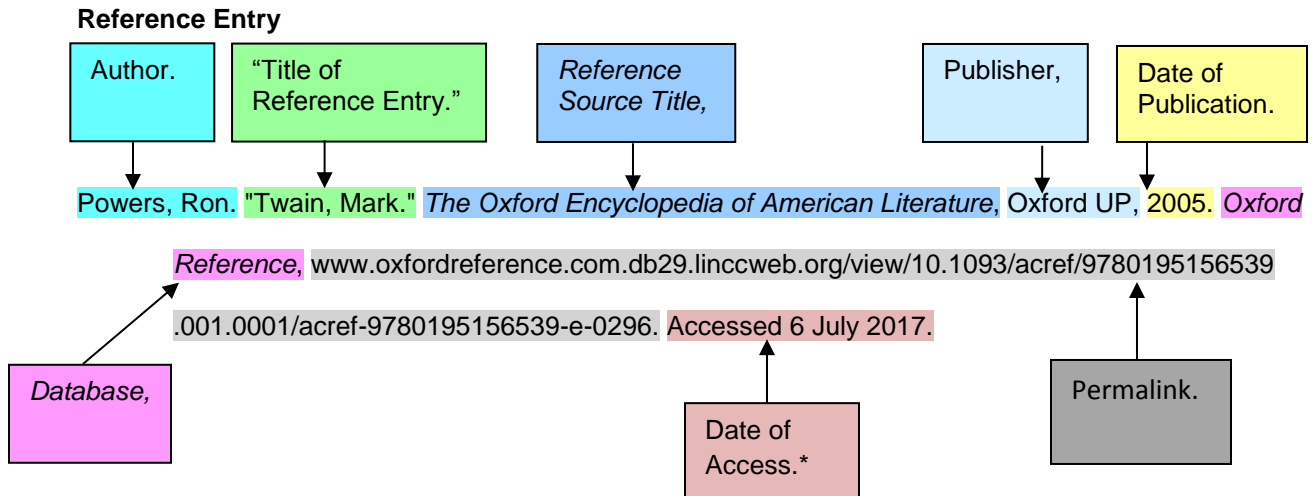 Reference Entry
Author.
“Title of
Reference Entry.”
Reference
Source Title,
Publisher,
Date of
Publication.
Powers, Ron. "Twain, Mark." The Oxford Encyclopedia of American Literature, Oxford UP, 2005. Oxford
Reference, www.oxfordreference.com.db29.linccweb.org/view/10.1093/acref/9780195156539
.001.0001/acref-9780195156539-e-0296. Accessed 6 July 2017.
Database,
Date of
Access.*
Permalink.